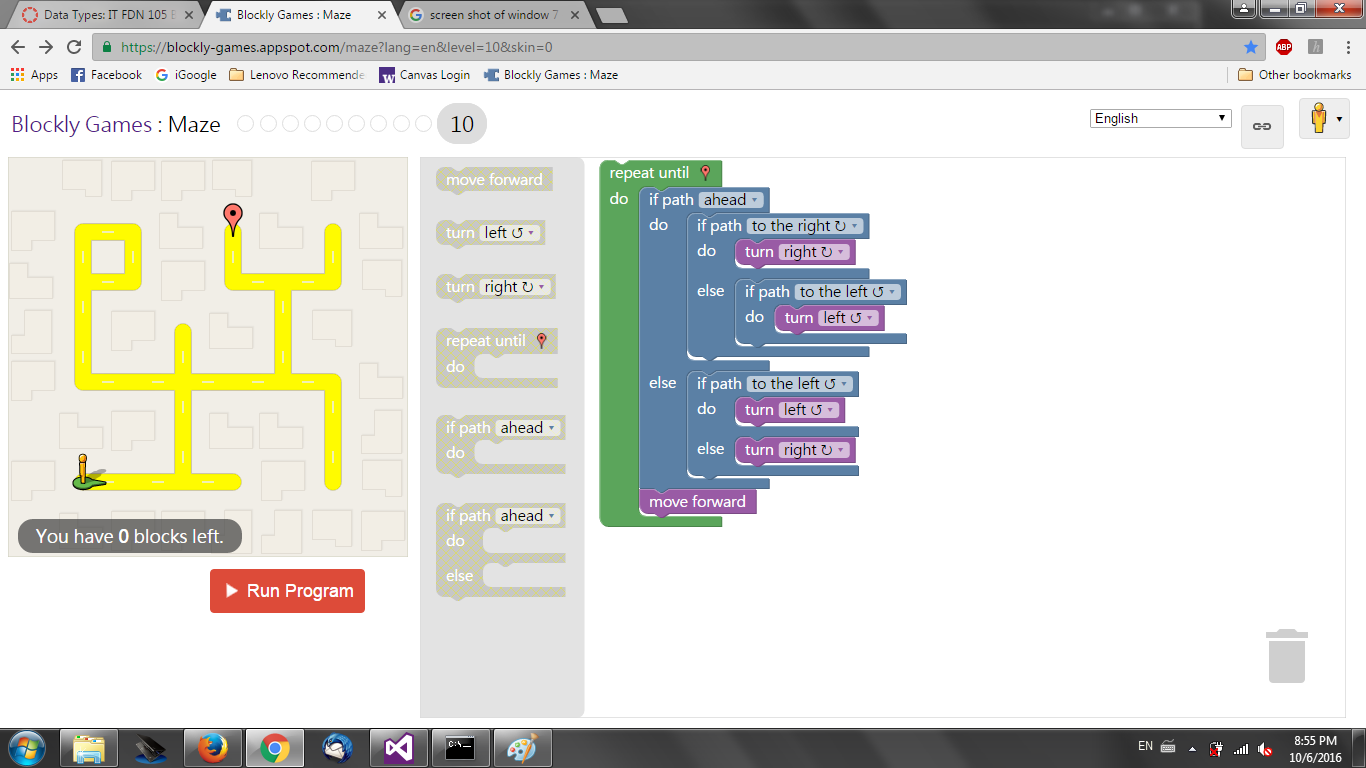 Data Types: IT FDN 105 B
Blockly Games : Maze
screen shot of window 7
https://blockly-games.appspot.com/maze?lang=en&level=10&skin=0
ABP
h
Apps
Facebook
iGoogle
Lenovo Recommende
W
Canvas Login
Blockly Games : Maze
Other bookmarks
Blockly Games : Maze
10
English
You have 0 blocks left.
Run Program
move forward
turn left ↺
turn right ↻
repeat until
do
if path ahead
do
if path ahead
do
else
repeat until
do if path ahead
do if path to the right ↻
do turn right ↻
else if path to the left ↺
do turn left ↺
else if path to the left ↺
do turn left ↺
else turn right ↻
move forward
C:\_
EN
8:55 PM
10/6/2016